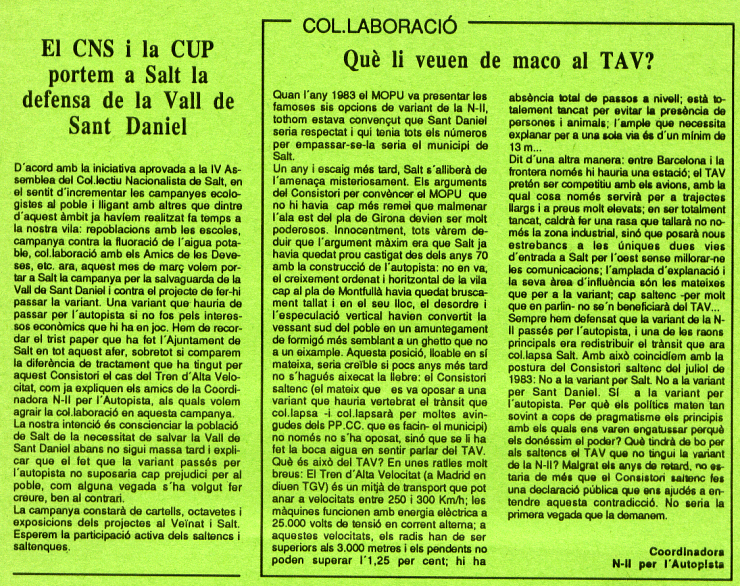 El CNS i la CUP
portem a Salt la
defensa de la Vall de
Sant Daniel
D'acord amb la iniciativa aprovada a la IV As-
semblea del Col.lectiu Nacionalista de Salt, en
el sentit d'incrementar les campanyes ecolo-
gistes al poble i lligant amb altres que dintre
d'aquest àmbit ja havíem realitzat fa temps a
la nostra vila: repoblacions amb les escoles,
campanya contra la fluoració de l'aigua pota-
ble, col.laboració amb els Amics de les Deve-
ses, etc. ara, aquest mes de març volem por-
tar a Salt la campanya per la salvaguarda de la
Vall de Sant Daniel i contra el projecte de fer-hi
passar la variant. Una variant que hauria de
passar per l'autopista si no fos pels interes-
sos econòmics que hi ha en joc. Hem de recor-
dar el trist paper que ha fet l'Ajuntament de
Salt en tot aquest afer, sobretot si comparem
la diferència de tractament que ha tingut per
aquest Consistori el cas del Tren d'Alta Velo-
citat, com ja expliquen els amics de la Coordi-
nadora N-II per l'Autopista, als quals volem
agrair la col.laboració en aquesta campanya.
La nostra intenció és conscienciar la població
de Salt de la necessitat de salvar la Vall de
Sant Daniel abans no sigui massa tard i expli-
car que el fet que la variant passés per
l'autopista no suposaria cap prejudici per al
poble, com alguna vegada s'ha volgut fer
creure, ben al contrari.
La campanya constarà de cartells, octavetes i
exposicions dels projectes al Veïnat i Salt.
Esperem la participació activa dels saltencs i
saltenques.
COL.LABORACIÓ
Què li veuen de maco al TAV?
Quan l'any 1983 el MOPU va presentar les
famoses sis opcions de variant de la N-II,
tothom estava convençut que Sant Daniel
seria respectat i qui tenia tots els números
per empassar-se-la seria el municipi de
Salt.
Un any i escaig més tard, Salt s'alliberà de
l'amenaça misteriosament. Els arguments
del Consistori per convèncer el MOPU que
no hi havia cap més remei que malmenar
l'ala est del pla de Girona devien ser molt
poderosos. Innocentment, tots vàrem de-
duir que l'argument màxim era que Salt ja
havia quedat prou castigat des dels anys 70
amb la construcció de l'autopista: no en va,
el creixement ordenat i horitzontal de la vila
cap al pla de Montfullà havia quedat brusca-
ment tallat i en el seu lloc, el desordre i
l'especulació vertical havien convertit la
vessant sud del poble en un amuntegament
de formigó més semblant a un ghetto que no
a un eixample. Aquesta posició, lloable en si
mateixa, seria creïble si pocs anys més tard
no s'hagués aixecat la llebre: el Consistori
saltenc (el mateix que es va oposar a una
variant que hauria vertebrat el trànsit que
col.lapsa -i col.lapsarà per moltes avin-
gudes dels PP.CC. que es facin- el municipi)
no només no s'ha oposat, sinó que se li ha
fet la boca aigua en sentir parlar del TAV.
Què és això del TAV? En unes ratlles molt
breus: El Tren d'Alta Velocitat (a Madrid en
diuen TGV) és un mitjà de transport que pot
anar a velocitats entre 250 i 300 Km/h; les
màquines funcionen amb energia elèctrica a
25.000 volts de tensió en corrent alterna; a
aquestes velocitats, els radis han de ser
superiors als 3.000 metres i els pendents no
poden superar l'1,25 per cent; hi ha
absència total de passos a nivell; està to-
talement tancat per evitar la presència de
persones i animals; l'ample que necessita
explanar per a una sola via és d'un mínim de
13 m...
Dit d'una altra manera: entre Barcelona i la
frontera només hi hauria una estació; el TAV
pretén ser competitiu amb els avions, amb la
qual cosa només servirà per a trajectes
llargs i a preus molt elevats; en ser totalment
tancat, caldrà fer una rasa que tallarà no no-
més la zona industrial, sinó que posarà nous
estrebancs a les úniques dues vies
d'entrada a Salt per l'oest sense millorar-ne
les comunicacions; l'amplada d'explanació i
la seva àrea d'influència són les mateixes
que per a la variant; cap saltenc -per molt
que en parlin- no se'n beneficiarà del TAV...
Sempre hem defensat que la variant de la N-
II passés per l'autopista, i una de les raons
principals era redistribuir el trànsit que ara
col.lapsa Salt. Amb això coincidíem amb la
postura del Consistori saltenc del juliol de
1983: No a la variant per Salt. No a la variant
per Sant Daniel. Sí a la variant per
l'autopista. Per què els polítics maten tan
sovint a cops de pragmatisme els principis
amb els quals ens varen engatussar perquè
els donéssim el poder? Què tindrà de bo per
als saltencs el TAV que no tingui la variant
de la N-II? Malgrat els anys de retard, no es-
taria de més que el Consistori saltenc fes
una declaració pública que ens ajudés a en-
tendre aquesta contradicció. No seria la
primera vegada que la demanem.
Coordinadora
N-II per l'Autopista